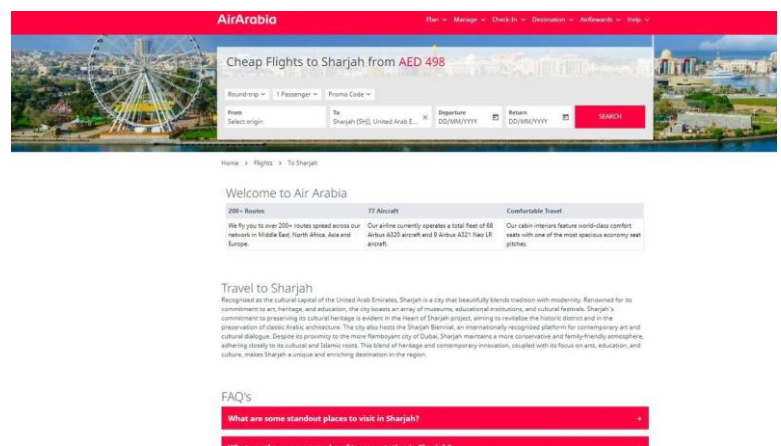 AirArabia
Plan Manage Check-In Destination AirRewards Help
Cheap Flights to Sharjah from AED 498
Round-trip 1 Passenger Promo Code
From To Departure Return
Select origin Sharjah [SHJ], United Arab E... DD/MM/YYYY DD/MM/YYYY SEARCH
Home > Flights > To Sharjah
Welcome to Air Arabia
200+ Routes 77 Aircraft Comfortable Travel
We fly you to over 200+ routes spread across our Our airline currently operates a total fleet of 68 Our cabin interiors feature world-class comfort
network in Middle East, North Africa, Asia and Airbus A320 aircraft and 9 Airbus A321 Neo LR seats with one of the most spacious economy seat
Europe. aircraft. pitches.
Travel to Sharjah
Recognized as the cultural capital of the United Arab Emirates, Sharjah is a city that beautifully blends tradition with modernity. Renowned for its
commitment to art, heritage, and education, the city boasts an array of museums, educational institutions, and cultural festivals. Sharjah's
commitment to preserving its cultural heritage is evident in the Heart of Sharjah project, aiming to revitalize the historic district and in the
preservation of classic Arabic architecture. The city also hosts the Sharjah Biennial, an internationally recognized platform for contemporary art and
cultural dialogue. Despite its proximity to the more flamboyant city of Dubai, Sharjah maintains a more conservative and family-friendly atmosphere,
adhering closely to its cultural and Islamic roots. This blend of heritage and contemporary innovation, coupled with its focus on arts, education, and
culture, makes Sharjah a unique and enriching destination in the region.
FAQ's
What are some standout places to visit in Sharjah? +